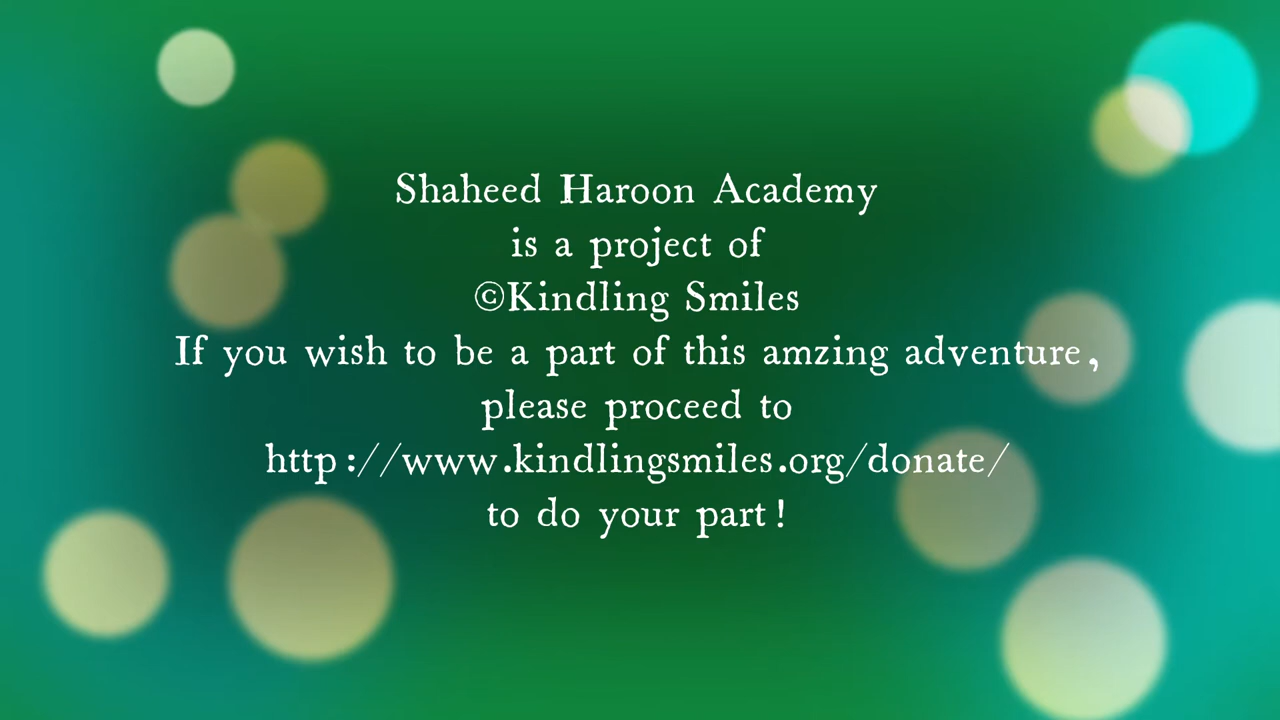 Shaheed Haroon Academy
is a project of
©Kindling Smiles
If you wish to be a part of this amzing adventure,
please proceed to
http://www.kindlingsmiles.org/donate/
to do your part!